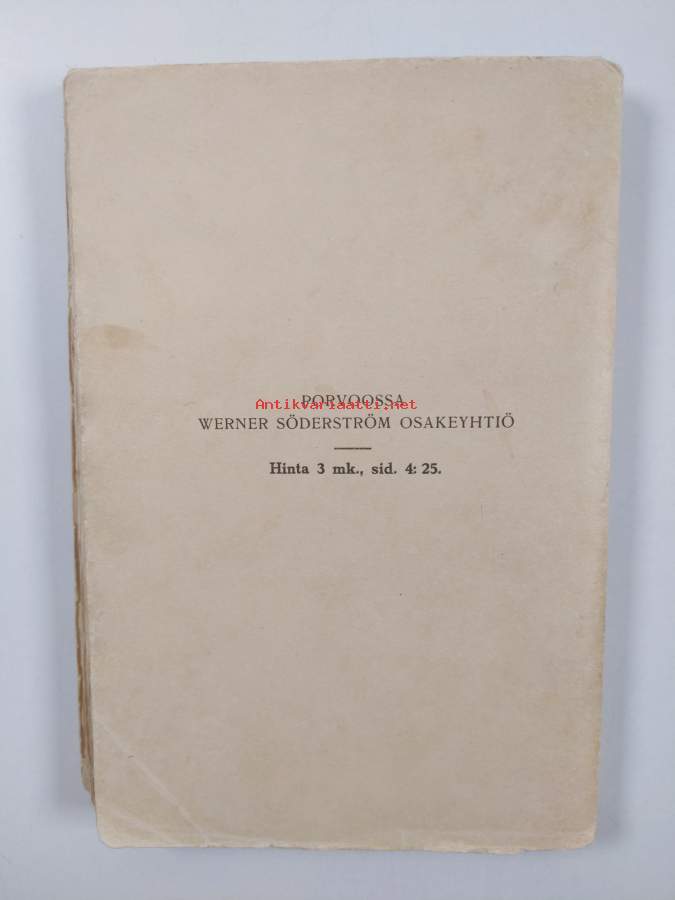 PORVOOSSA
Antikvariaatti.net
WERNER SÖDERSTRÖM OSAKEYHTIÖ
Hinta 3 mk., sid. 4: 25.